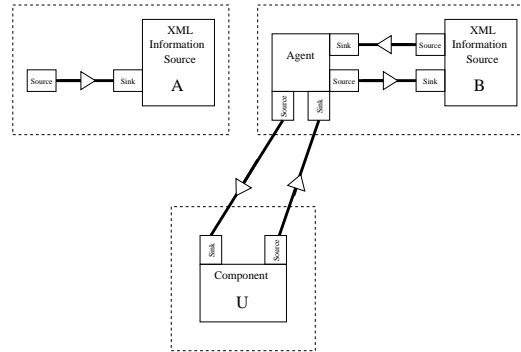 XML
Information
Source
A
Source
Sink
XML
Information
Source
B
Agent
Sink
Source
Source
Sink
Source
Sink
Sink
Source
Component
U